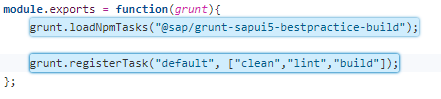 module.exports = function(grunt){
grunt.loadNpmTasks("@sap/grunt-sapui5-bestpractice-build");
grunt.registerTask("default", ["clean","lint","build"]);
};